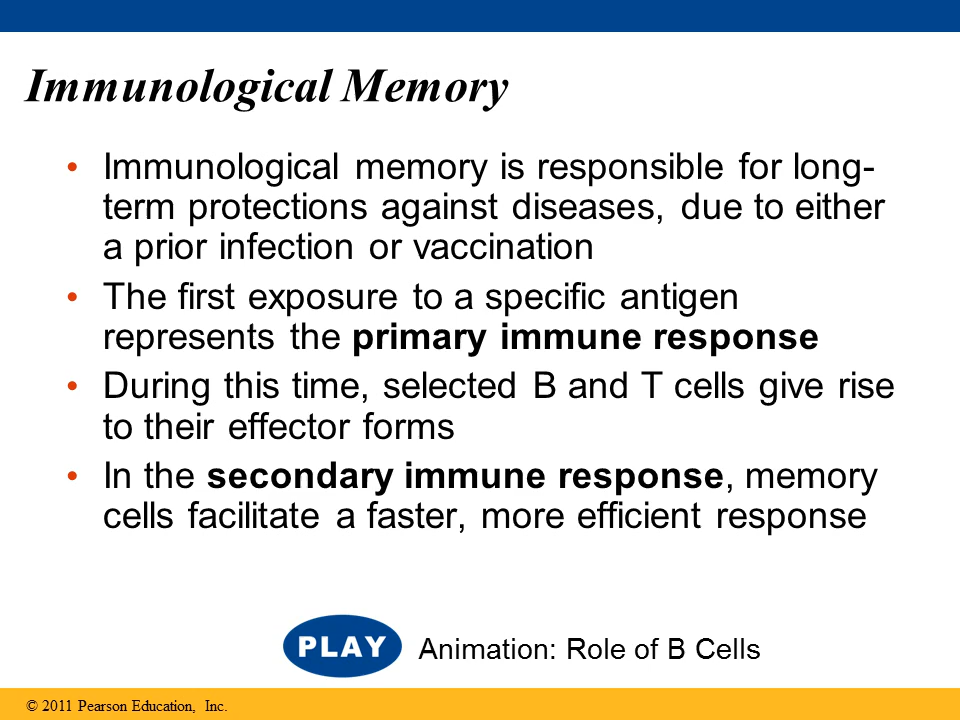 Immunological Memory
• Immunological memory is responsible for long-
term protections against diseases, due to either
a prior infection or vaccination
• The first exposure to a specific antigen
represents the primary immune response
• During this time, selected B and T cells give rise
to their effector forms
• In the secondary immune response, memory
cells facilitate a faster, more efficient response
PLAY Animation: Role of B Cells
© 2011 Pearson Education, Inc.